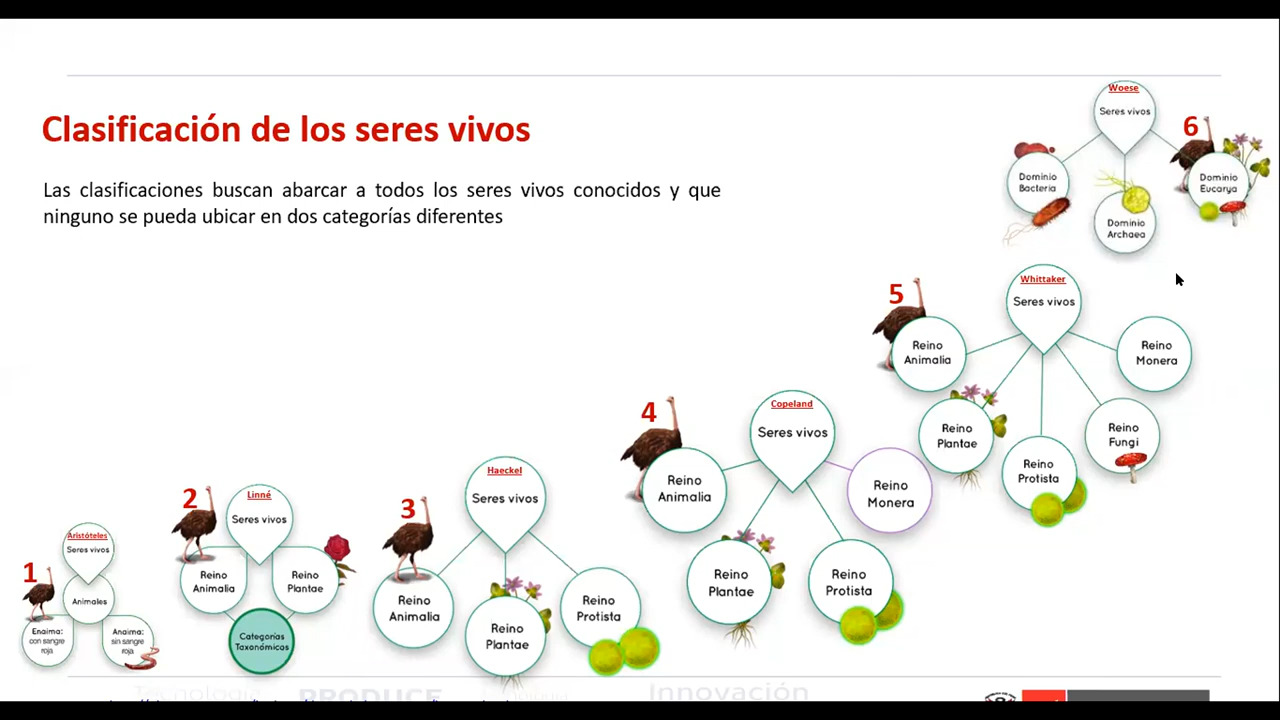 Clasificación de los seres vivos
Las clasificaciones buscan abarcar a todos los seres vivos conocidos y que
ninguno se pueda ubicar en dos categorías diferentes
1
Aristóteles
Seres vivos
Animales
Enaima:
con sangre
roja
Anaima:
sin sangre
roja
2
Linné
Seres vivos
Reino
Animalia
Reino
Plantae
Categorías
Taxonómicas
3
Haeckel
Seres vivos
Reino
Animalia
Reino
Plantae
Reino
Protista
4
Copeland
Seres vivos
Reino
Animalia
Reino
Plantae
Reino
Protista
Reino
Monera
5
Whittaker
Seres vivos
Reino
Animalia
Reino
Plantae
Reino
Protista
Reino
Fungi
Reino
Monera
6
Woese
Seres vivos
Dominio
Bacteria
Dominio
Archaea
Dominio
Eucarya
Tecnología
PRODUCE
Innovación